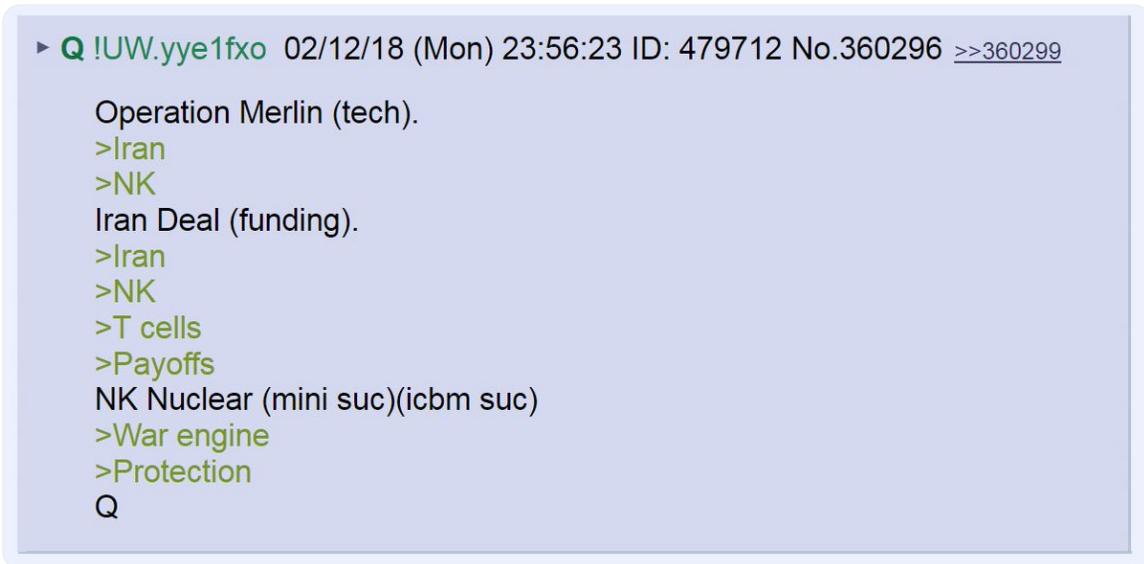 ► Q !UW.yye1fxo 02/12/18 (Mon) 23:56:23 ID: 479712 No.360296 >>360299
Operation Merlin (tech).
>Iran
>NK
Iran Deal (funding).
>Iran
>NK
>T cells
>Payoffs
NK Nuclear (mini suc)(icbm suc)
>War engine
>Protection
Q